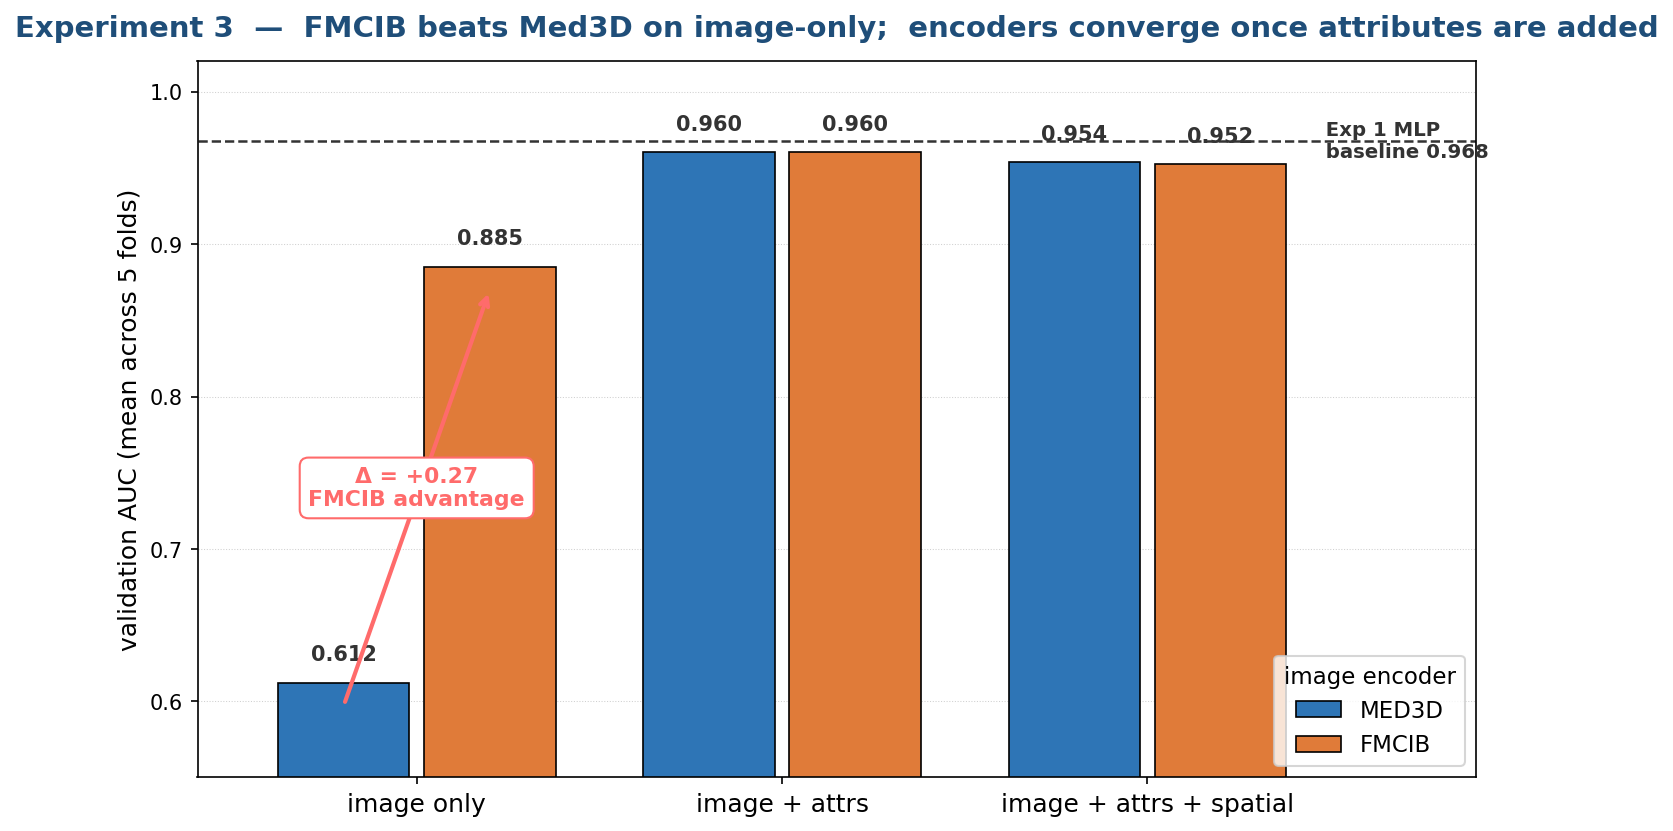 Experiment 3 — FMCIB beats Med3D on image-only; encoders converge once attributes are added
validation AUC (mean across 5 folds)
1.0
0.9
0.8
0.7
0.6
0.612
0.885
0.960
0.960
0.954
0.952
Exp 1 MLP
baseline 0.968
Δ = +0.27
FMCIB advantage
image encoder
MED3D
FMCIB
image only
image + attrs
image + attrs + spatial